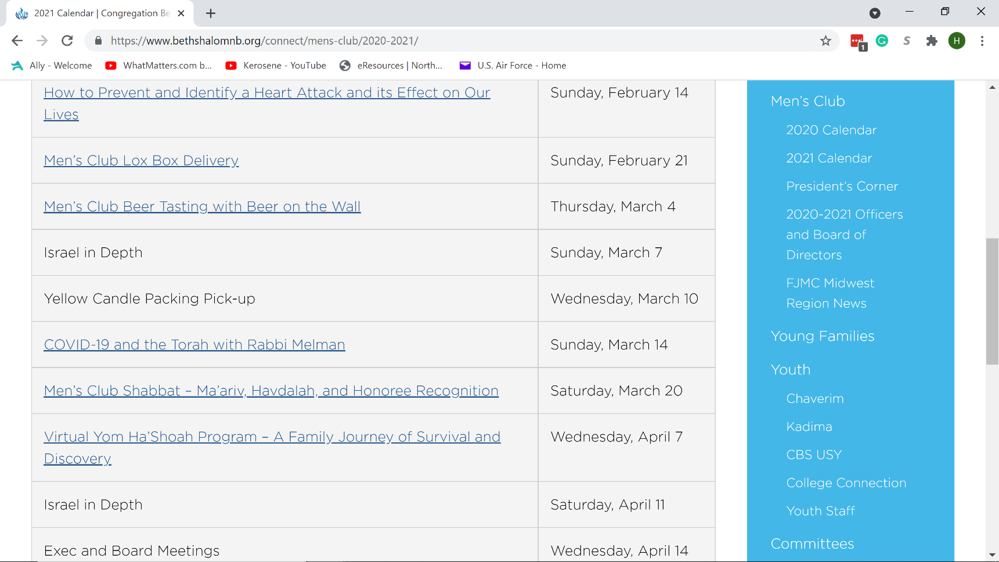 2021 Calendar | Congregation Be
https://www.bethshalomnb.org/connect/mens-club/2020-2021/
1
G
S
H
Ally - Welcome
WhatMatters.com b...
Kerosene - YouTube
eResources | North...
U.S. Air Force - Home
How to Prevent and Identify a Heart Attack and its Effect on Our
Lives
Sunday, February 14
Men’s Club Lox Box Delivery
Sunday, February 21
Men’s Club Beer Tasting with Beer on the Wall
Thursday, March 4
Israel in Depth
Sunday, March 7
Yellow Candle Packing Pick-up
Wednesday, March 10
COVID-19 and the Torah with Rabbi Melman
Sunday, March 14
Men’s Club Shabbat – Ma’ariv, Havdalah, and Honoree Recognition
Saturday, March 20
Virtual Yom Ha’Shoah Program – A Family Journey of Survival and
Discovery
Wednesday, April 7
Israel in Depth
Saturday, April 11
Exec and Board Meetings
Wednesday, April 14
Men’s Club
2020 Calendar
2021 Calendar
President’s Corner
2020-2021 Officers
and Board of
Directors
FJMC Midwest
Region News
Young Families
Youth
Chaverim
Kadima
CBS USY
College Connection
Youth Staff
Committees